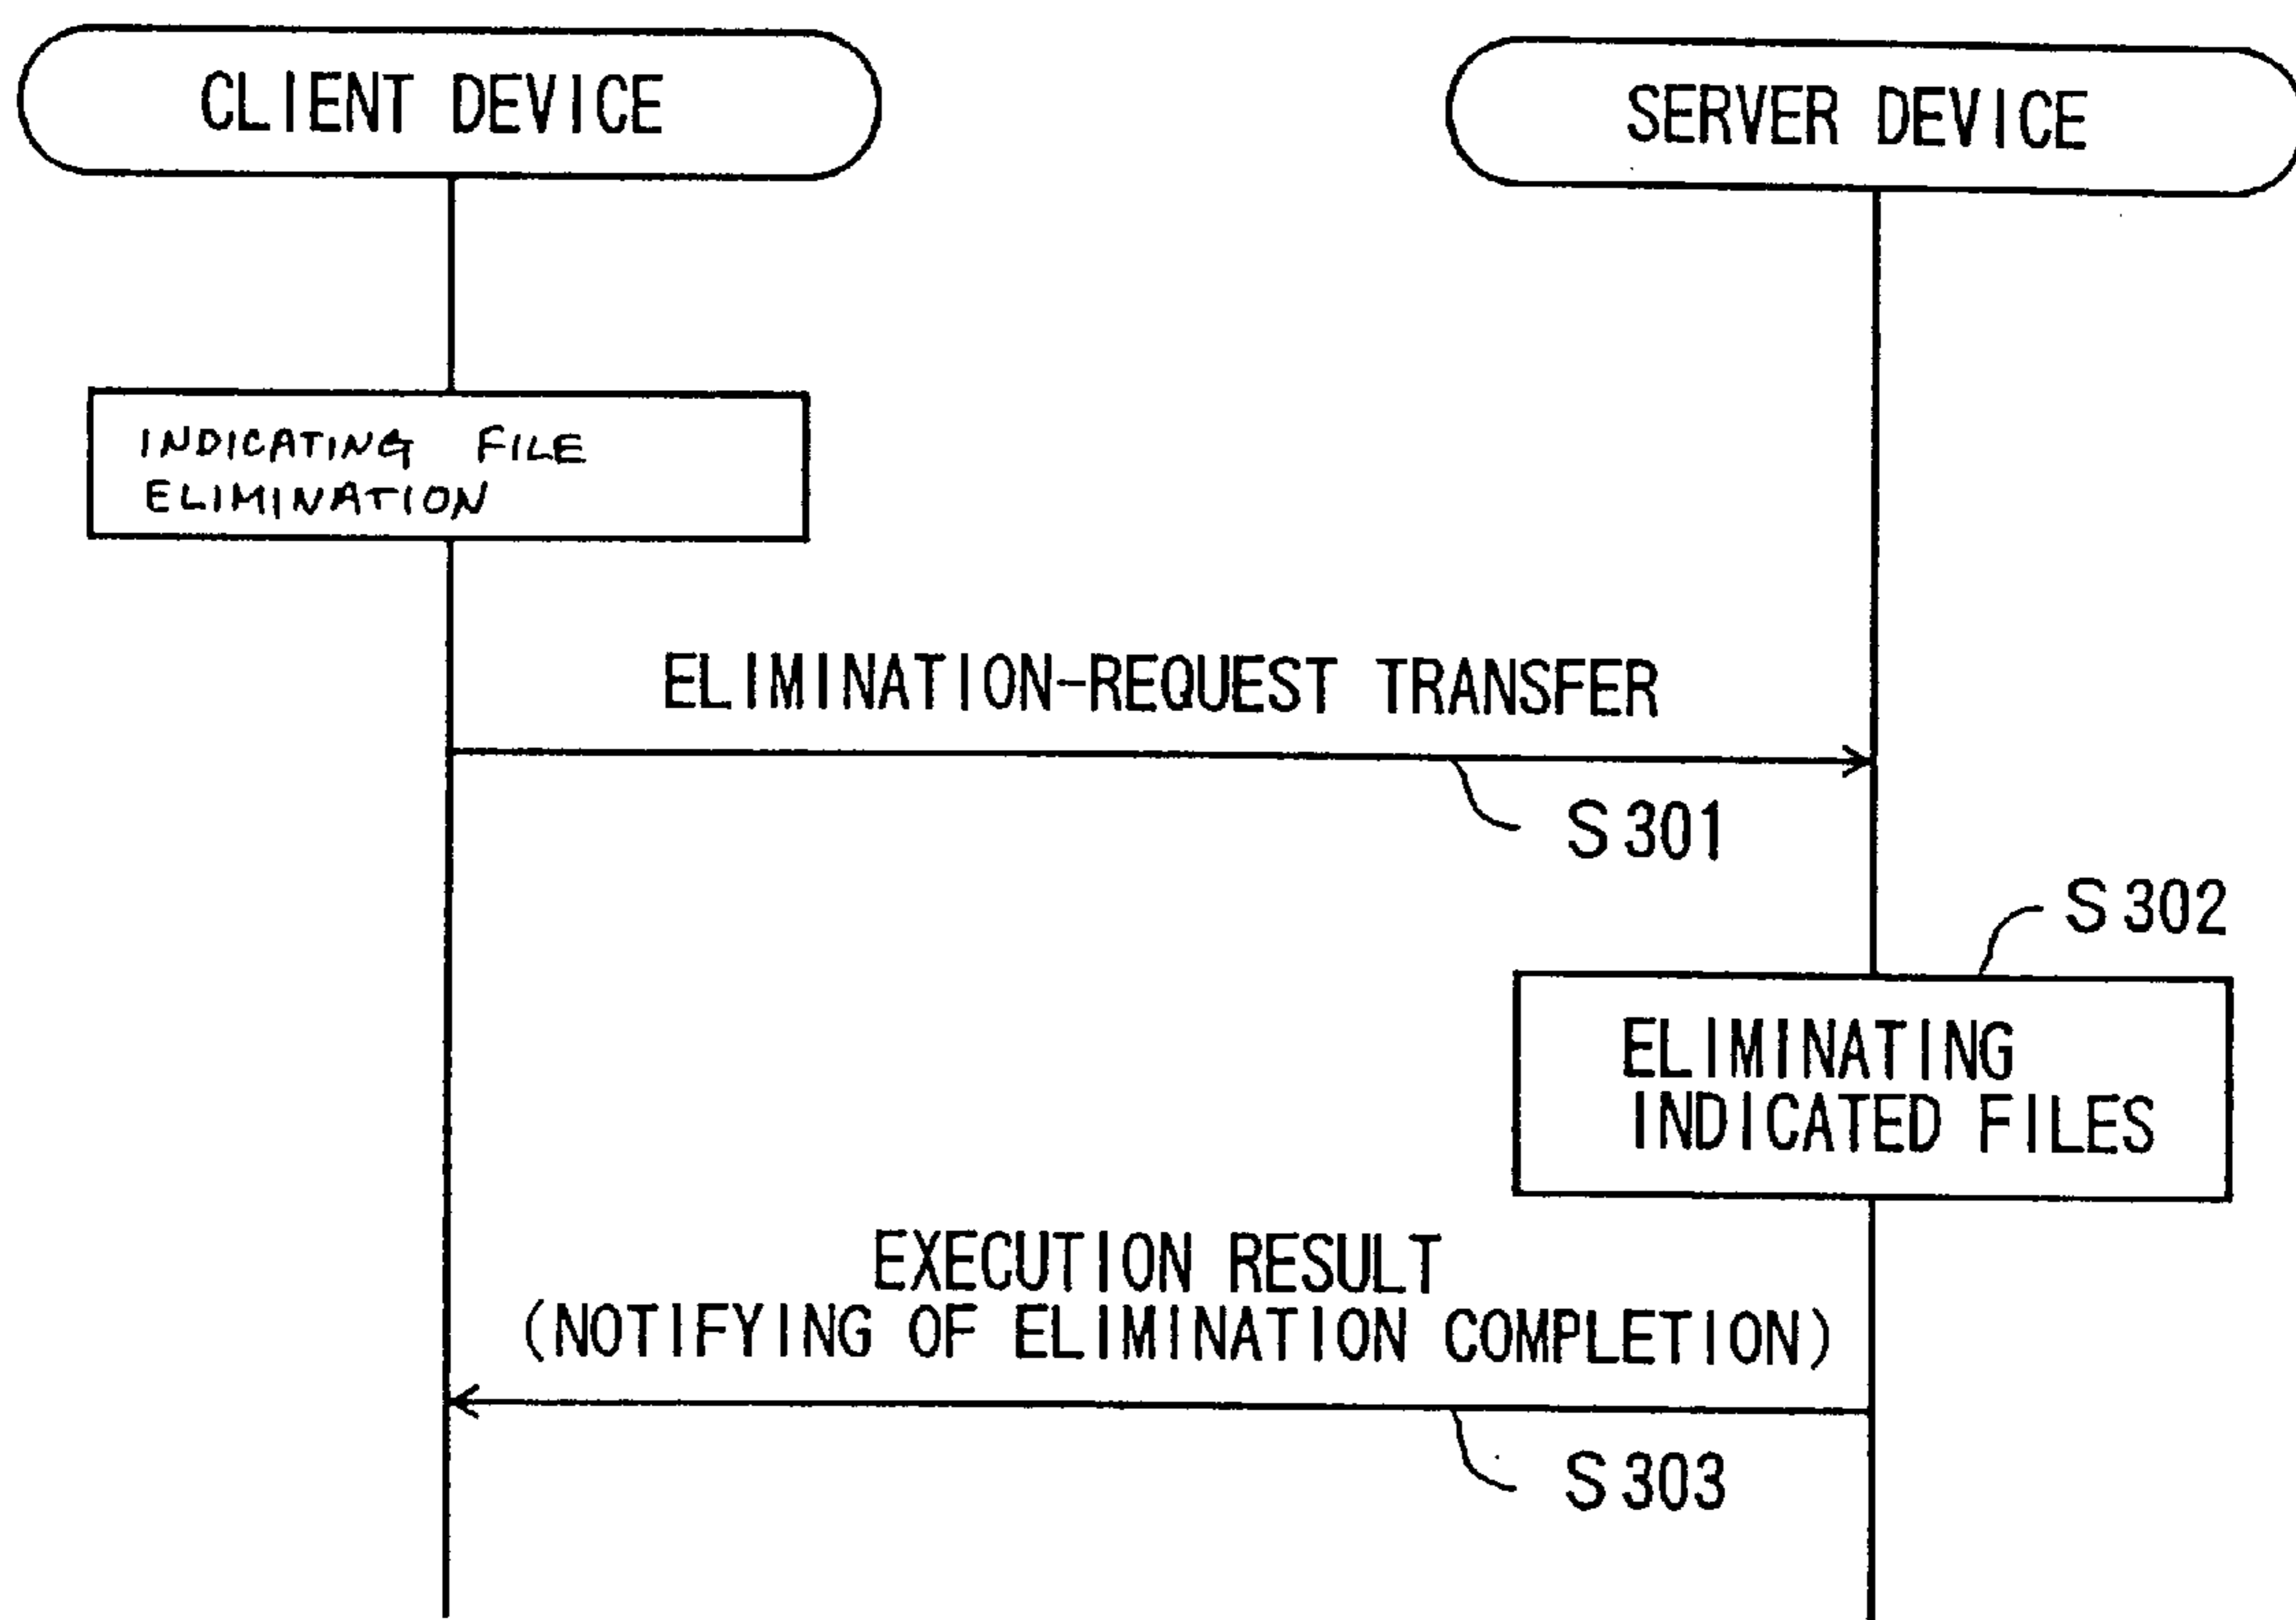 CLIENT DEVICE
SERVER DEVICE
INDICATING FILE
ELIMINATION
ELIMINATION-REQUEST TRANSFER
S301
S302
ELIMINATING
INDICATED FILES
EXECUTION RESULT
(NOTIFYING OF ELIMINATION COMPLETION)
S303